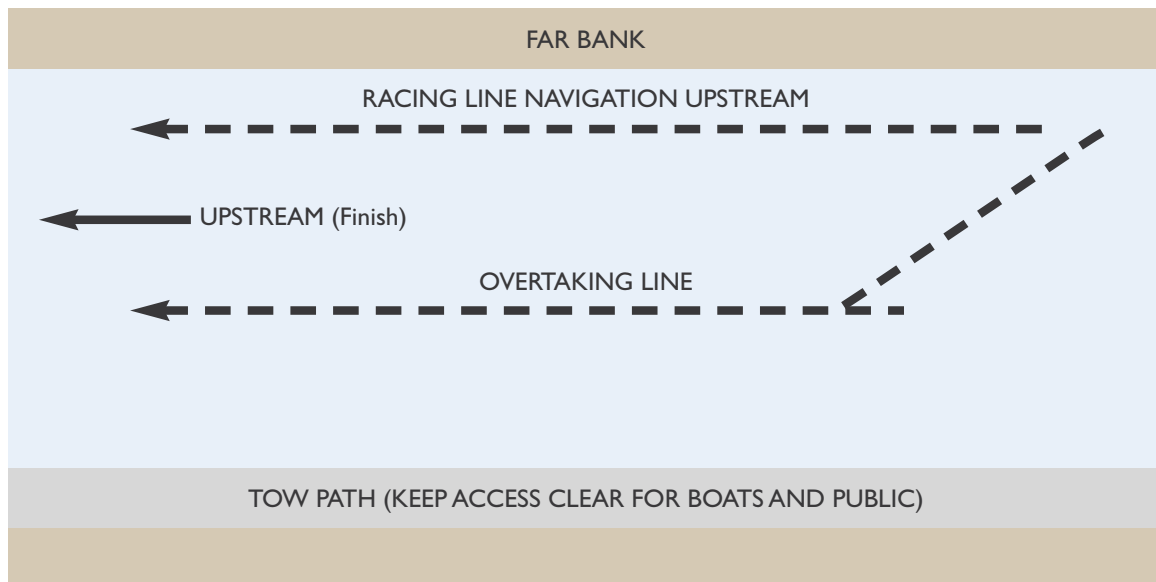 FAR BANK
RACING LINE NAVIGATION UPSTREAM
UPSTREAM (Finish)
OVERTAKING LINE
TOW PATH (KEEP ACCESS CLEAR FOR BOATS AND PUBLIC)